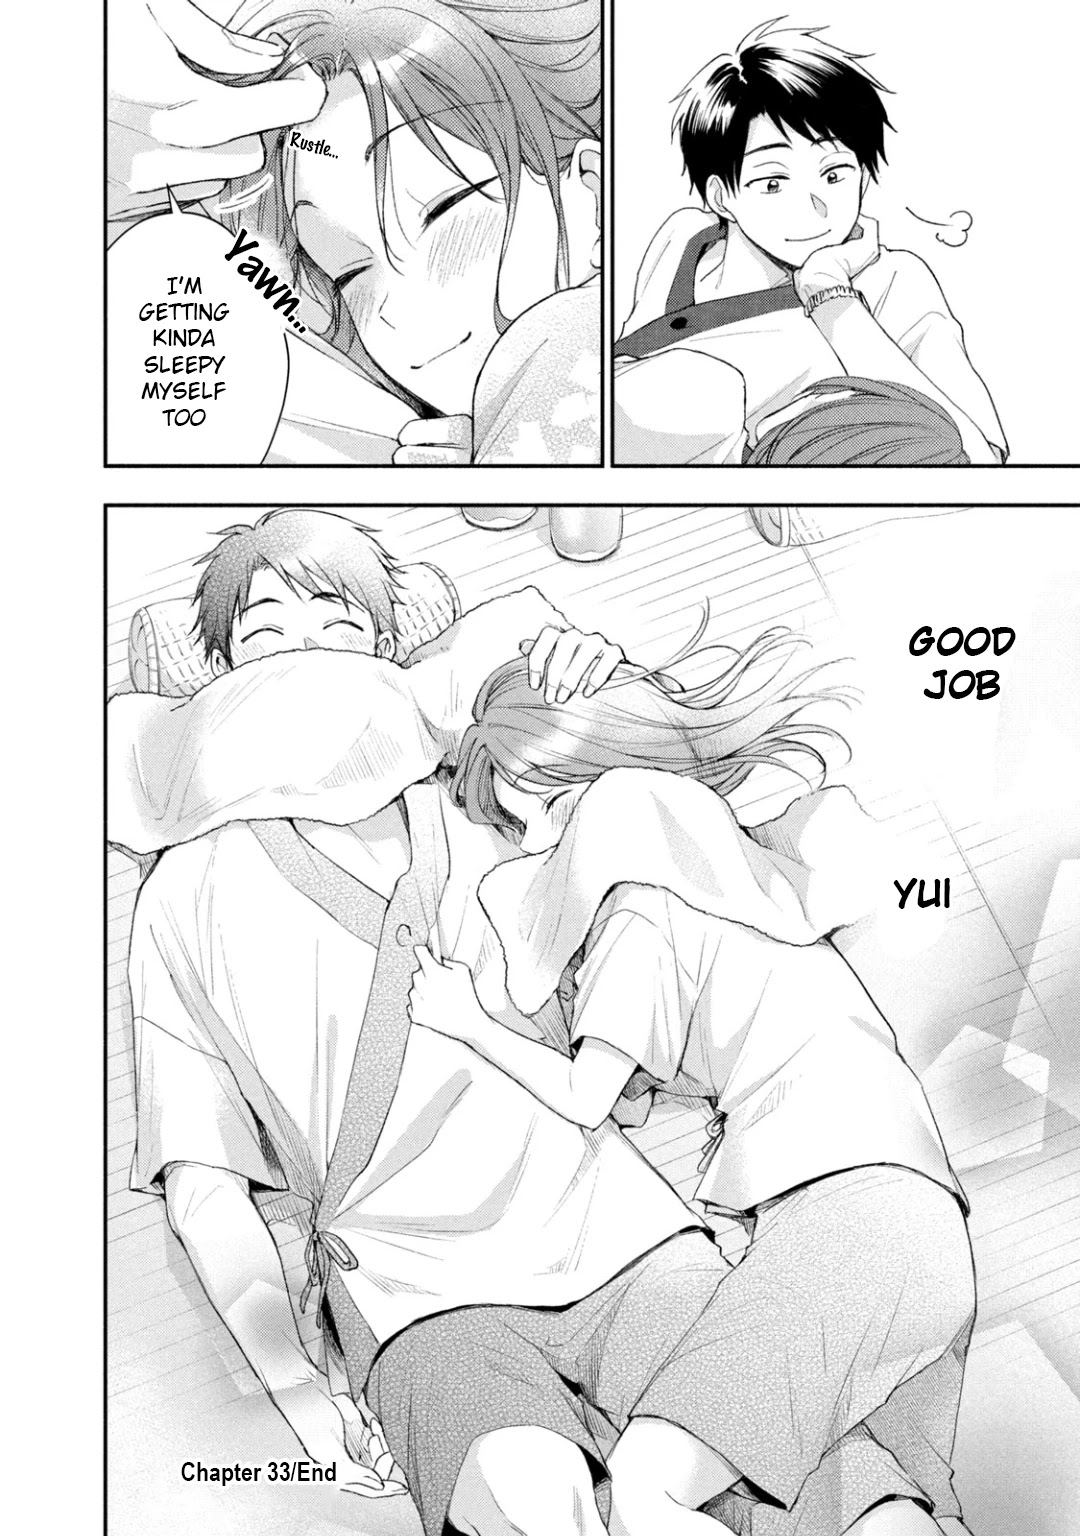 Rustle...
Yawn...
I'M
GETTING
KINDA
SLEEPY
MYSELF
TOO
GOOD
JOB
YUI
Chapter 33/End